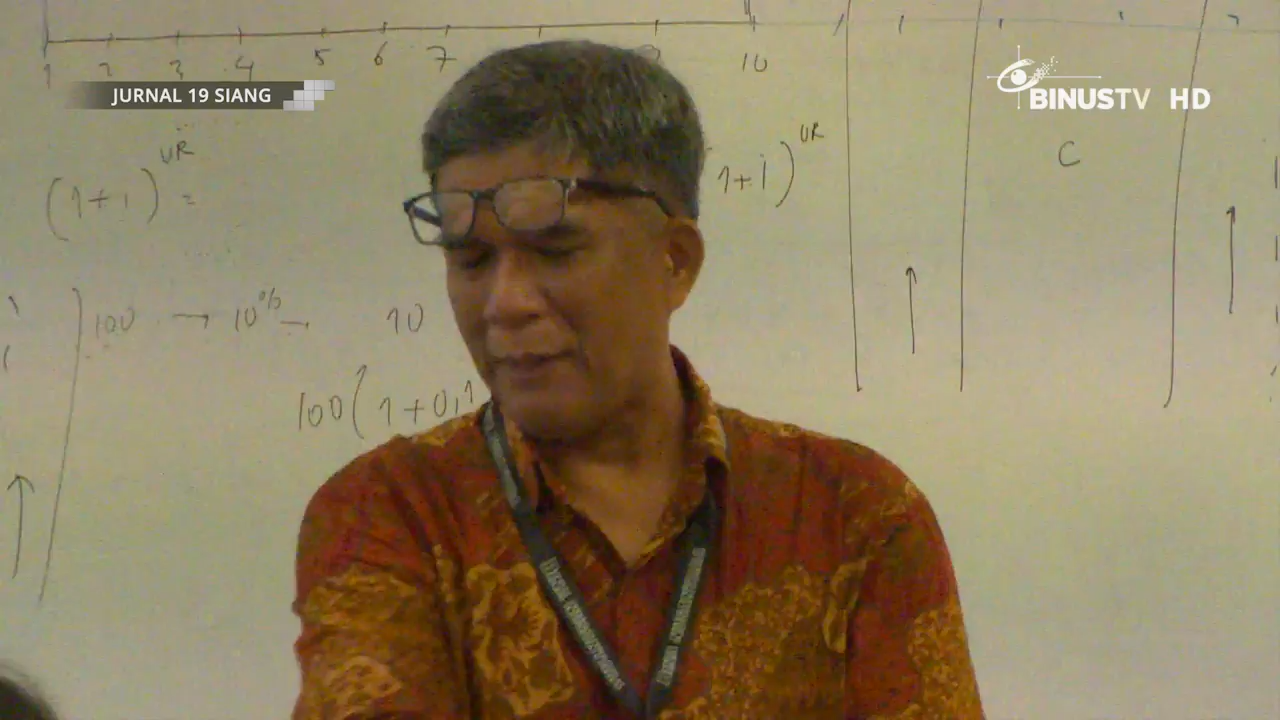 1 2 3 4 5 6 7 9 10
JURNAL 19 SIANG
BINUSTV HD
(1+i)^UR =
1+i)^UR
C
100 → 10% → 10
100(1+0,1